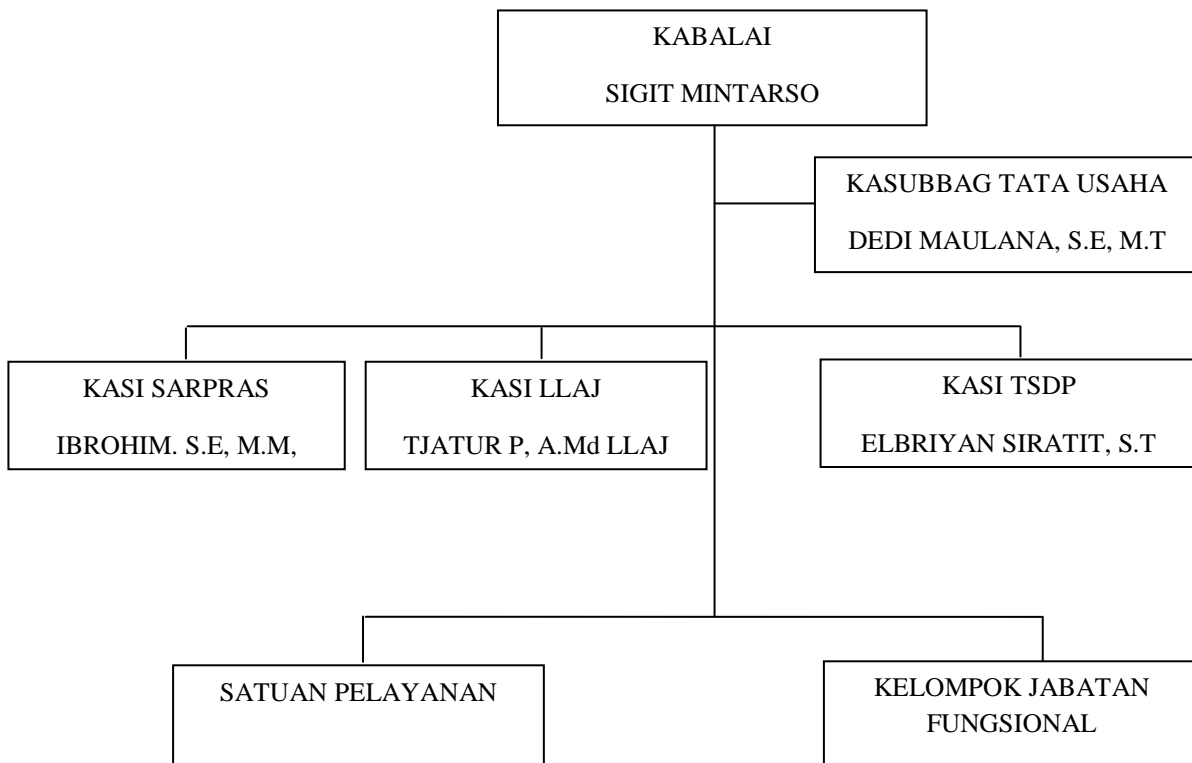 KABALAI
SIGIT MINTARSO
KASUBBAG TATA USAHA
DEDI MAULANA, S.E, M.T
KASI SARPRAS
IBROHIM. S.E, M.M,
KASI LLAJ
TJATUR P, A.Md LLAJ
KASI TSDP
ELBRIYAN SIRATIT, S.T
SATUAN PELAYANAN
KELOMPOK JABATAN
FUNGSIONAL